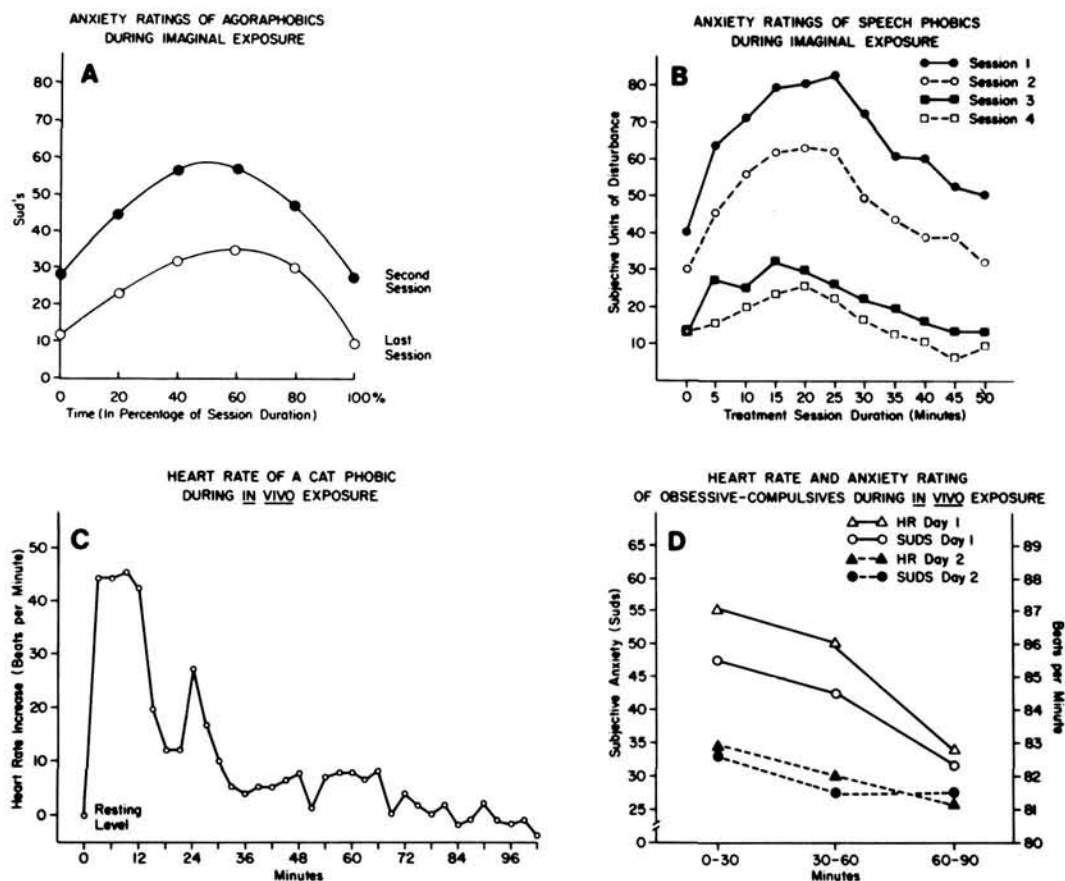 ANXIETY RATINGS OF AGORAPHOBICS
DURING IMAGINAL EXPOSURE
A
80
70
60
50
40
30
20
10
0
Sud's
Second
Session
Last
Session
0 20 40 60 80 100%
Time (In Percentage of Session Duration)
ANXIETY RATINGS OF SPEECH PHOBICS
DURING IMAGINAL EXPOSURE
B
Session 1
Session 2
Session 3
Session 4
80
70
60
50
40
30
20
10
Subjective Units of Disturbance
0 5 10 15 20 25 30 35 40 45 50
Treatment Session Duration (Minutes)
HEART RATE OF A CAT PHOBIC
DURING IN VIVO EXPOSURE
C
50
40
30
20
10
0
Heart Rate Increase (Beats per Minute)
Resting
Level
0 12 24 36 48 60 72 84 96
Minutes
HEART RATE AND ANXIETY RATING
OF OBSESSIVE-COMPULSIVES DURING IN VIVO EXPOSURE
D
HR Day 1
SUDS Day 1
HR Day 2
SUDS Day 2
65
60
55
50
45
40
35
30
25
0
Subjective Anxiety (Suds)
89
88
87
86
85
84
83
82
81
80
Beats per Minute
0-30 30-60 60-90
Minutes